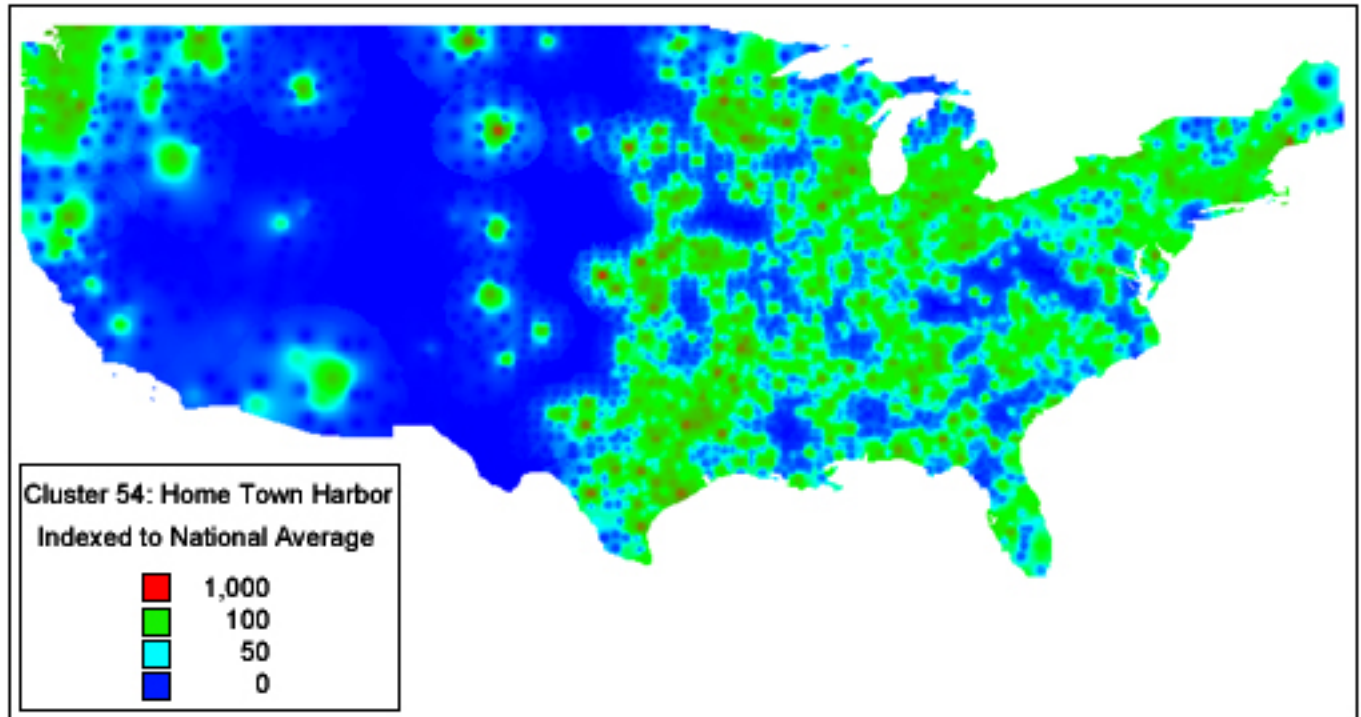 Cluster 54: Home Town Harbor
Indexed to National Average
1,000
100
50
0